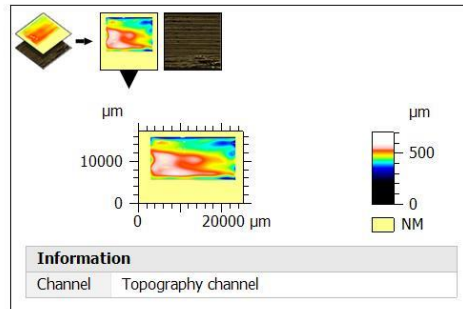 µm
µm
10000
500
0
0
0
20000 µm
NM
Information
Channel Topography channel